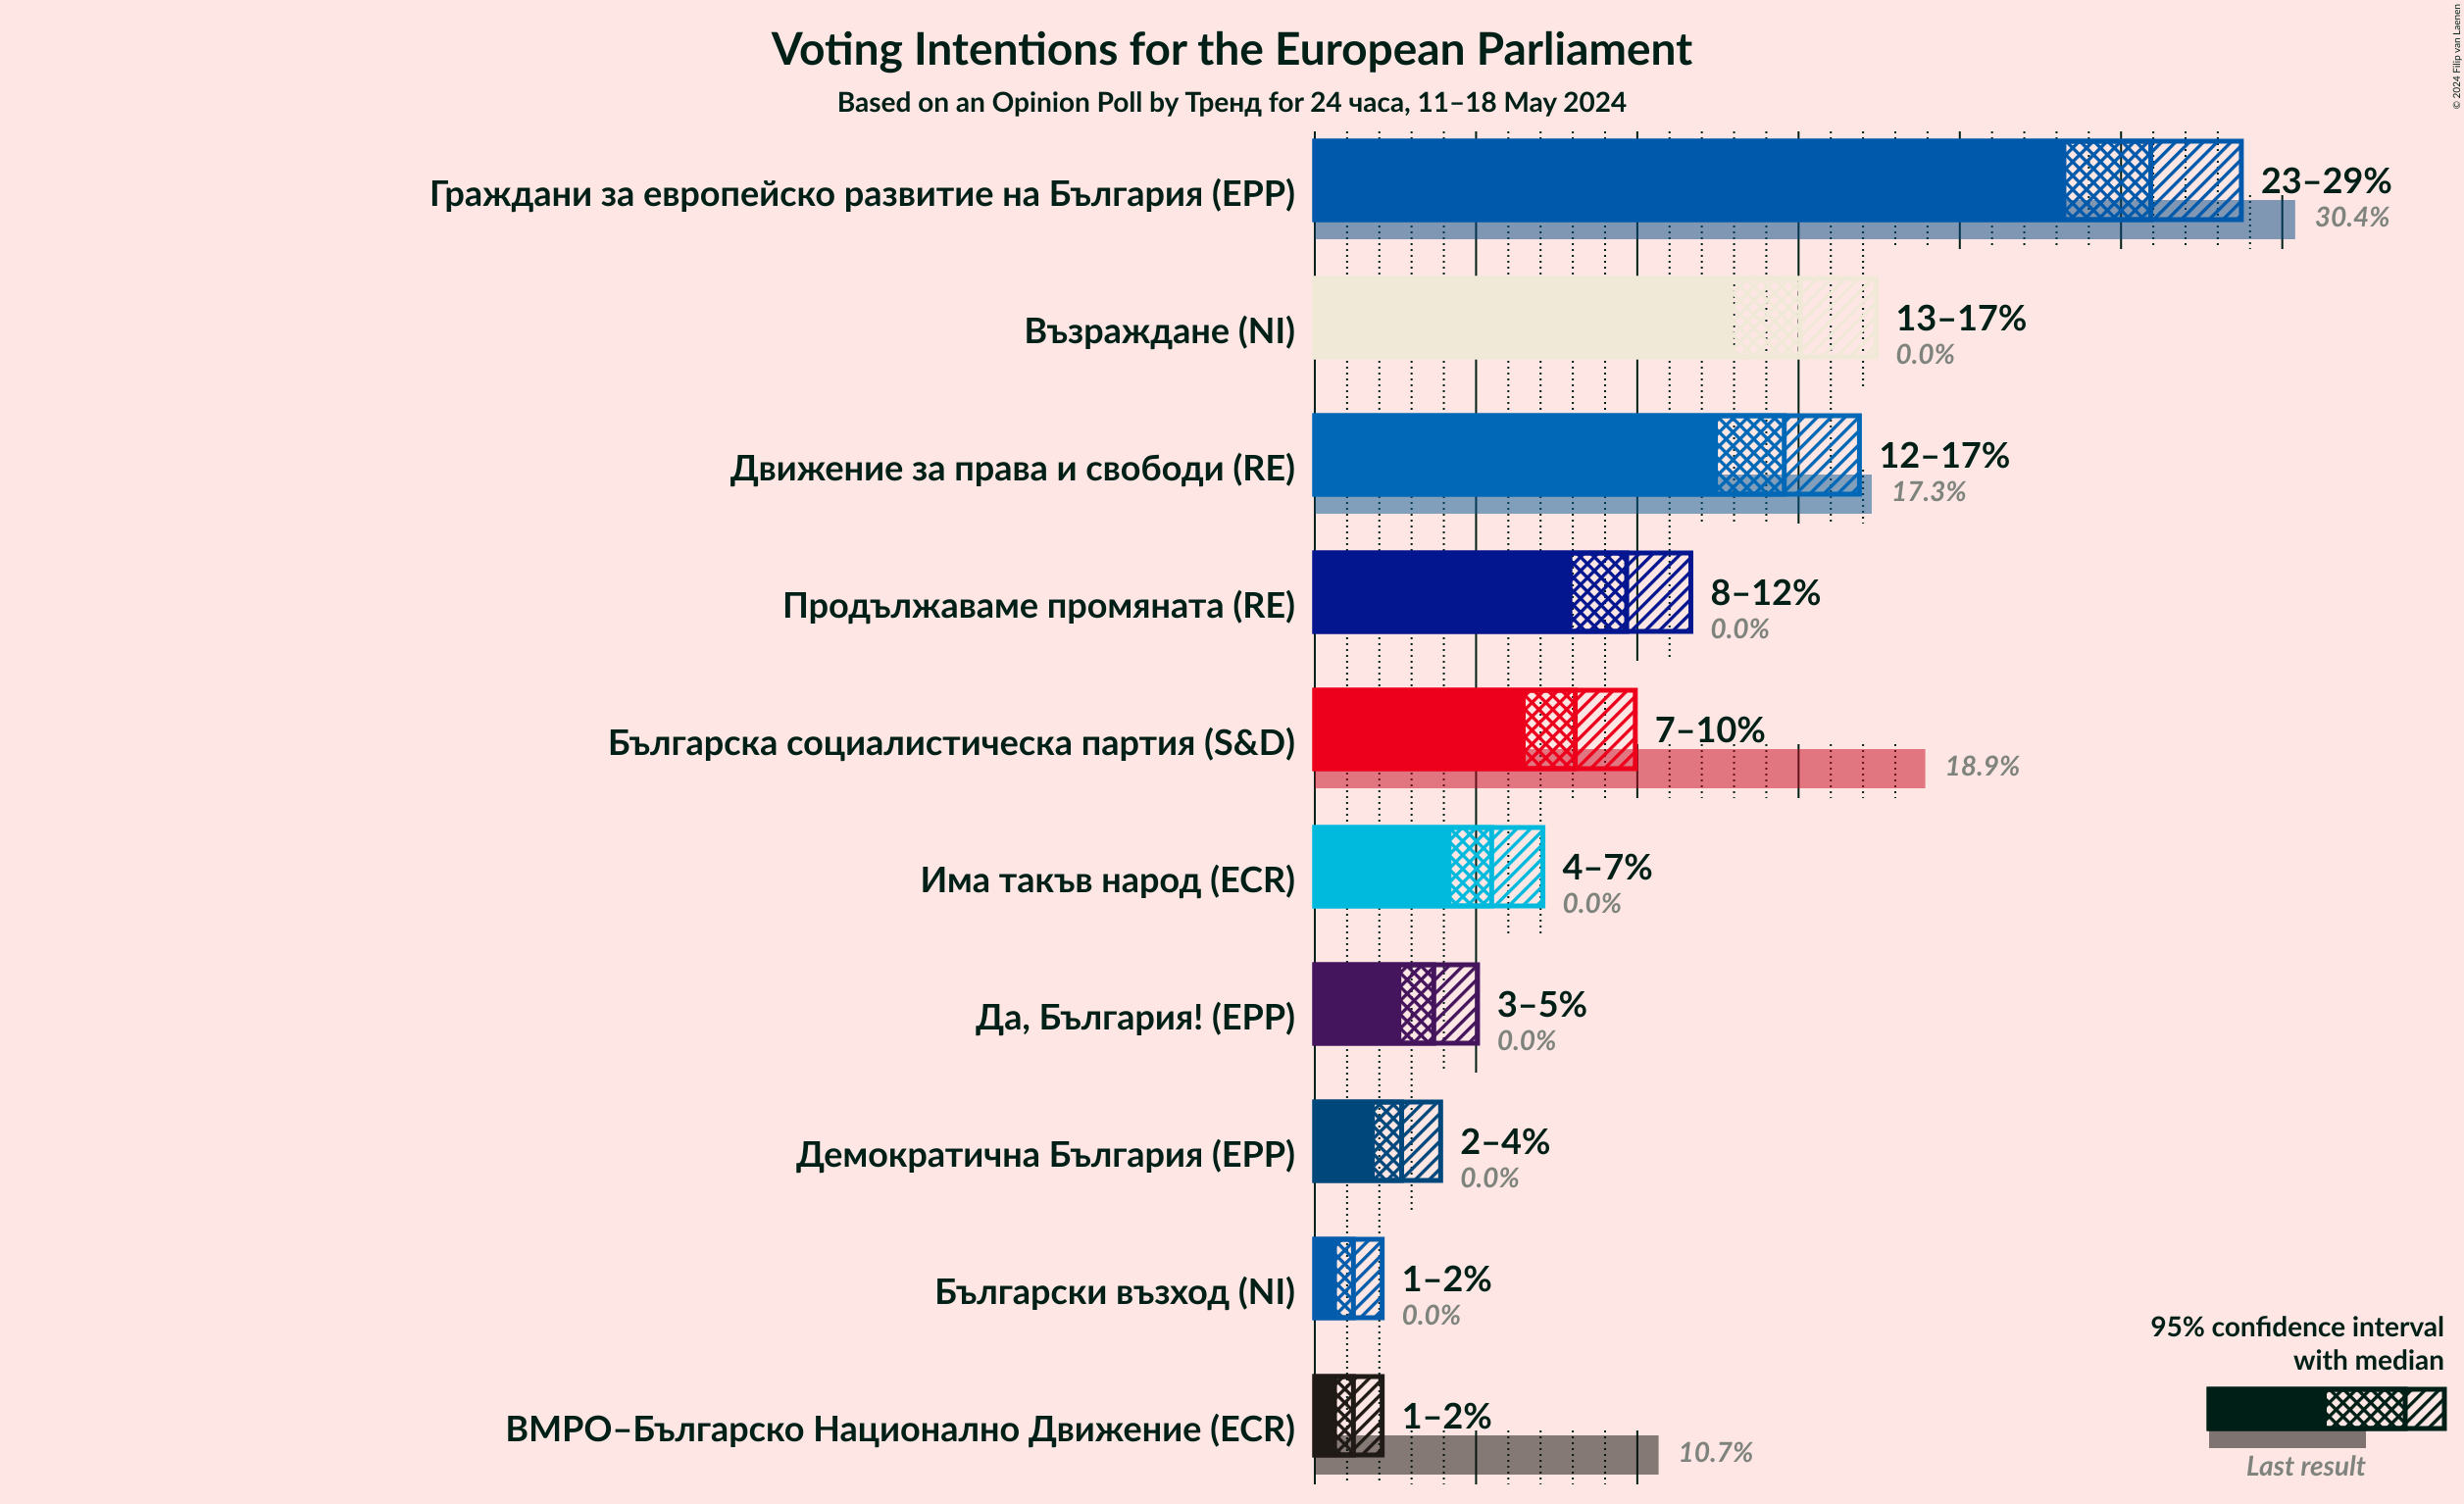 Voting Intentions for the European Parliament
Based on an Opinion Poll by Тренд for 24 часа, 11–18 May 2024
© 2024 Filip van Laenen
Граждани за европейско развитие на България (EPP)
23–29%
30.4%
Възраждане (NI)
13–17%
0.0%
Движение за права и свободи (RE)
12–17%
17.3%
Продължаваме промяната (RE)
8–12%
0.0%
Българска социалистическа партия (S&D)
7–10%
18.9%
Има такъв народ (ECR)
4–7%
0.0%
Да, България! (EPP)
3–5%
0.0%
Демократична България (EPP)
2–4%
0.0%
Български възход (NI)
1–2%
0.0%
ВМРО–Българско Национално Движение (ECR)
1–2%
10.7%
95% confidence interval
with median
Last result